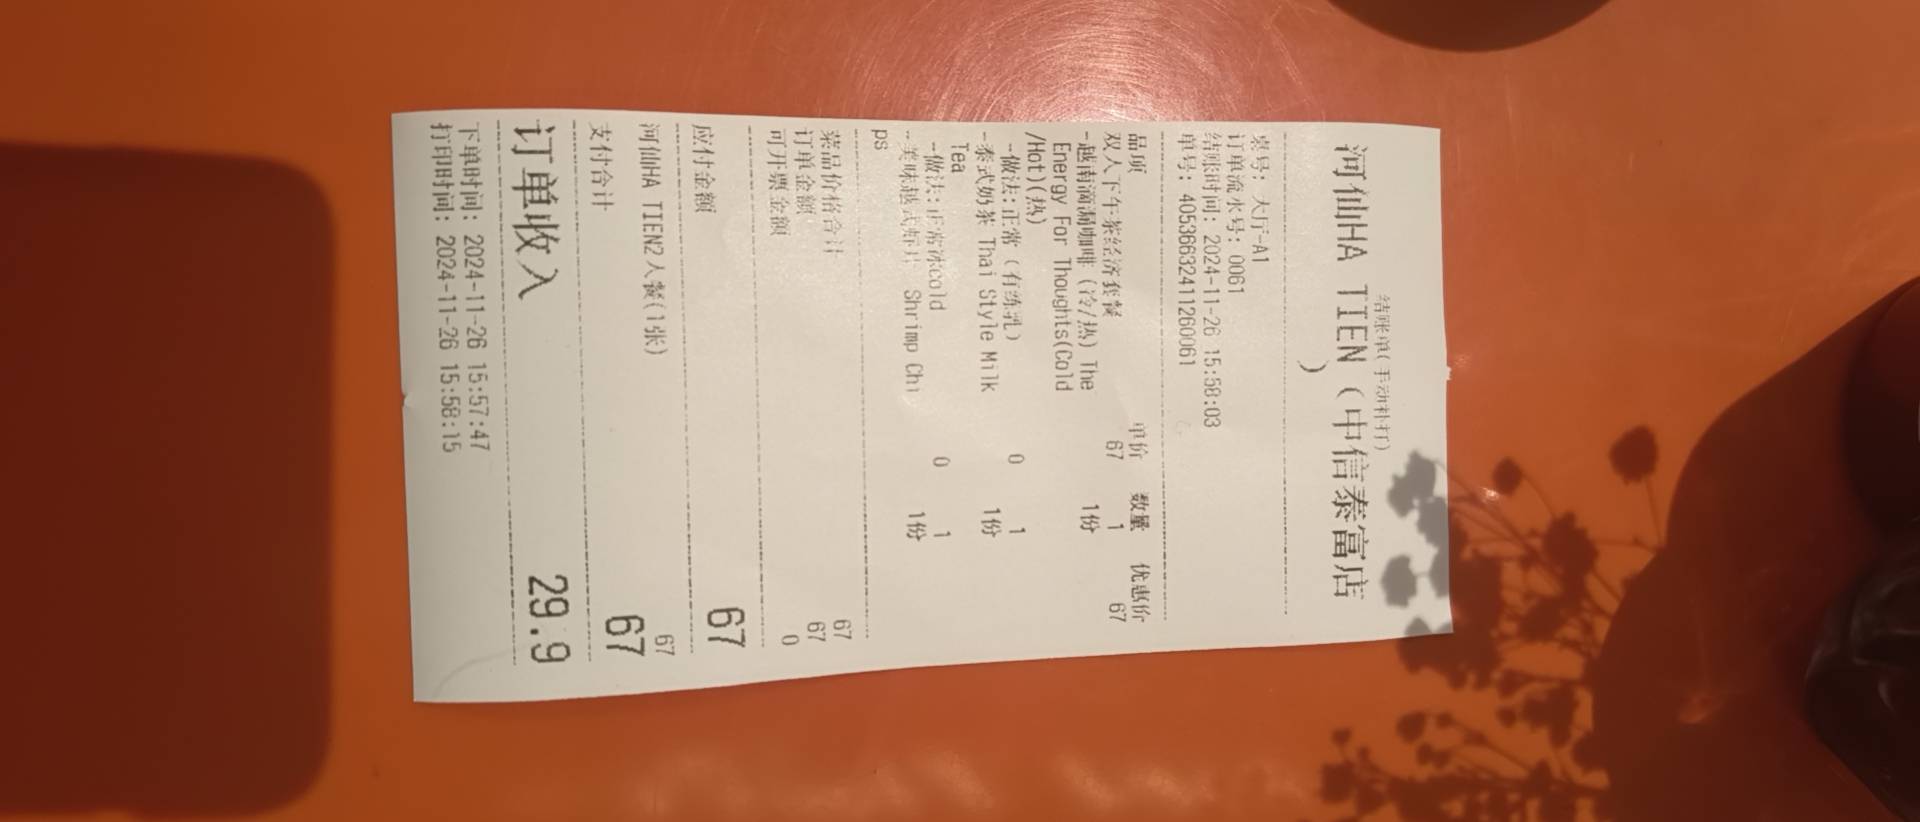 结账单(手动补打)
河仙HA TIEN（中信泰富店
）
桌号: 大厅-A1
订单流水号: 0061
结账时间: 2024-11-26 15:58:03
单号: 405366324112600061
品项 单价 数量 优惠价
双人下午茶经济套餐 67 1 67
-越南滴漏咖啡（冷/热）The 1份
Energy For Thoughts(Cold
/Hot)(热)
--做法:正常（有炼乳） 0 1
-泰式奶茶 Thai Style Milk 1份
Tea
--做法:正常冰cold 0 1
-美味越式虾片 Shrimp Chi 1份
ps
菜品价格合计 67
订单金额 67
可开票金额 0
应付金额 67
河仙HA TIEN2人餐(1张) 67
支付合计 67
订单收入 29.9
下单时间: 2024-11-26 15:57:47
打印时间: 2024-11-26 15:58:15